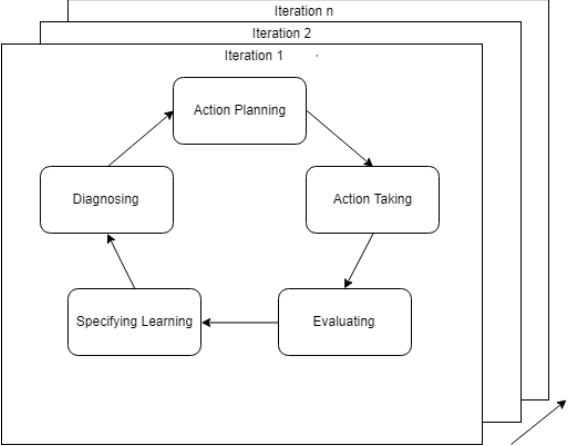 Iteration n
Iteration 2
Iteration 1
Action Planning
Diagnosing
Action Taking
Specifying Learning
Evaluating